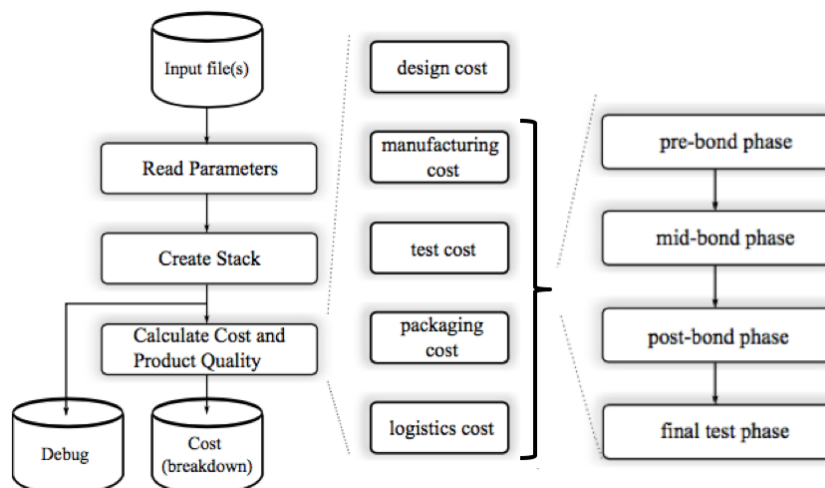 Input file(s)
Read Parameters
Create Stack
Calculate Cost and
Product Quality
Debug
Cost
(breakdown)
design cost
manufacturing
cost
test cost
packaging
cost
logistics cost
pre-bond phase
mid-bond phase
post-bond phase
final test phase